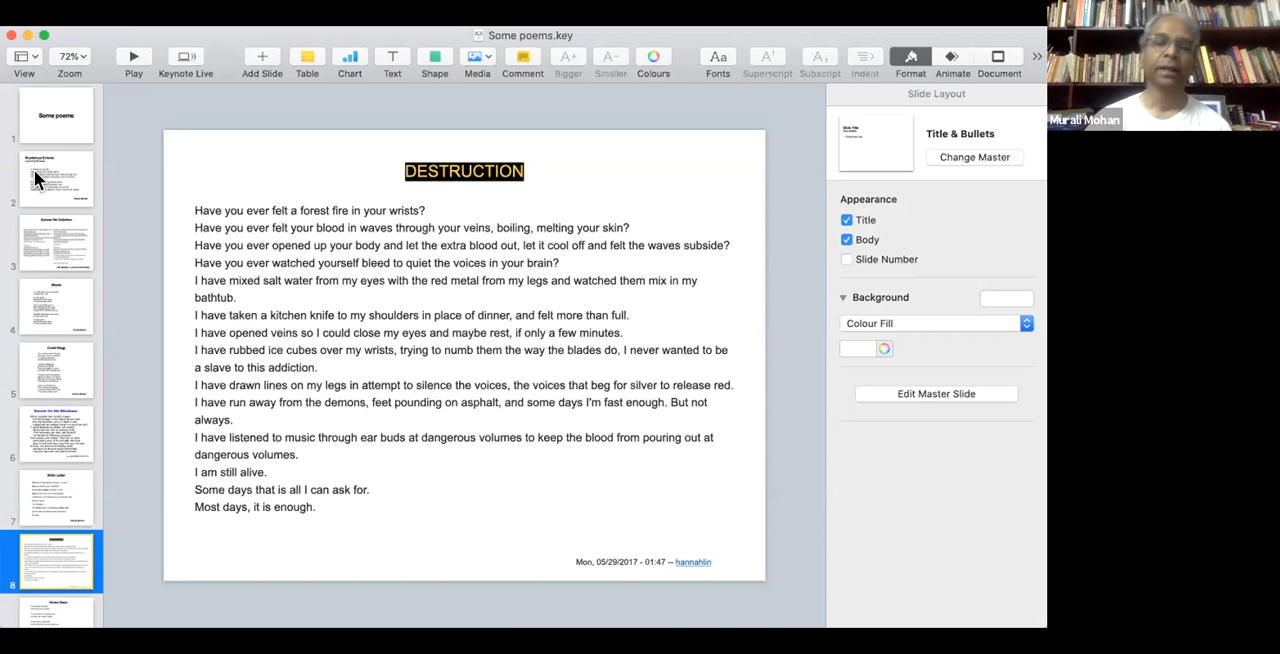 Some poems.key
72%
View
Zoom
Play
Keynote Live
Add Slide
Table
Chart
Text
Shape
Media
Comment
Bigger
Smaller
Colours
Fonts
Superscript
Subscript
Indent
Format
Animate
Document
Murali Mohan
Some poems
1
2
3
4
5
6
7
8
DESTRUCTION
Have you ever felt a forest fire in your wrists?
Have you ever felt your blood in waves through your veins, boiling, melting your skin?
Have you ever opened up your body and let the extra blood out, let it cool off and felt the waves subside?
Have you ever watched yourself bleed to quiet the voices in your brain?
I have mixed salt water from my eyes with the red metal from my legs and watched them mix in my
bathtub.
I have taken a kitchen knife to my shoulders in place of dinner, and felt more than full.
I have opened veins so I could close my eyes and maybe rest, if only a few minutes.
I have rubbed ice cubes over my wrists, trying to numb them the way the blades do, I never wanted to be
a slave to this addiction.
I have drawn lines on my legs in attempt to silence the voices, the voices that beg for silver to release red.
I have run away from the demons, feet pounding on asphalt, and some days I'm fast enough. But not
always.
I have listened to music through ear buds at dangerous volumes to keep the blood from pouring out at
dangerous volumes.
I am still alive.
Some days that is all I can ask for.
Most days, it is enough.
Mon, 05/29/2017 - 01:47 -- hannahlin
Slide Layout
Title & Bullets
Change Master
Appearance
Title
Body
Slide Number
Background
Colour Fill
Edit Master Slide